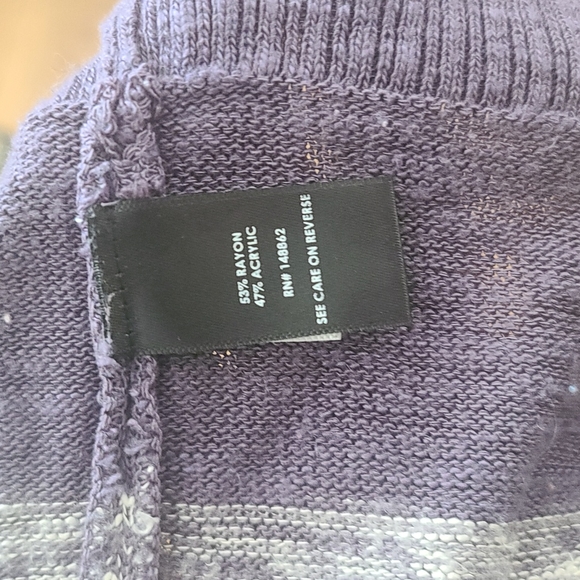 53% RAYON
47% ACRYLIC
RN# 148862
SEE CARE ON REVERSE